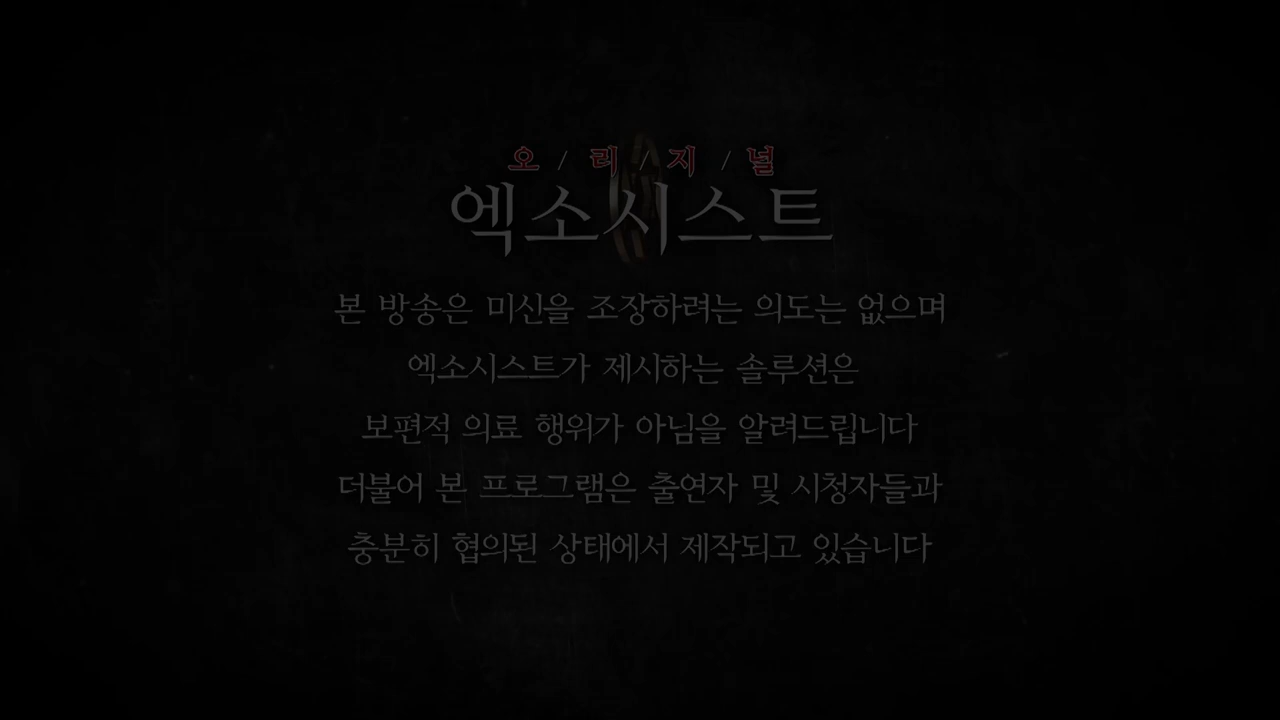 오/리/지/널
엑소시스트
본 방송은 미신을 조장하려는 의도는 없으며
엑소시스트가 제시하는 솔루션은
보편적 의료 행위가 아님을 알려드립니다
더불어 본 프로그램은 출연자 및 시청자들과
충분히 협의된 상태에서 제작되고 있습니다